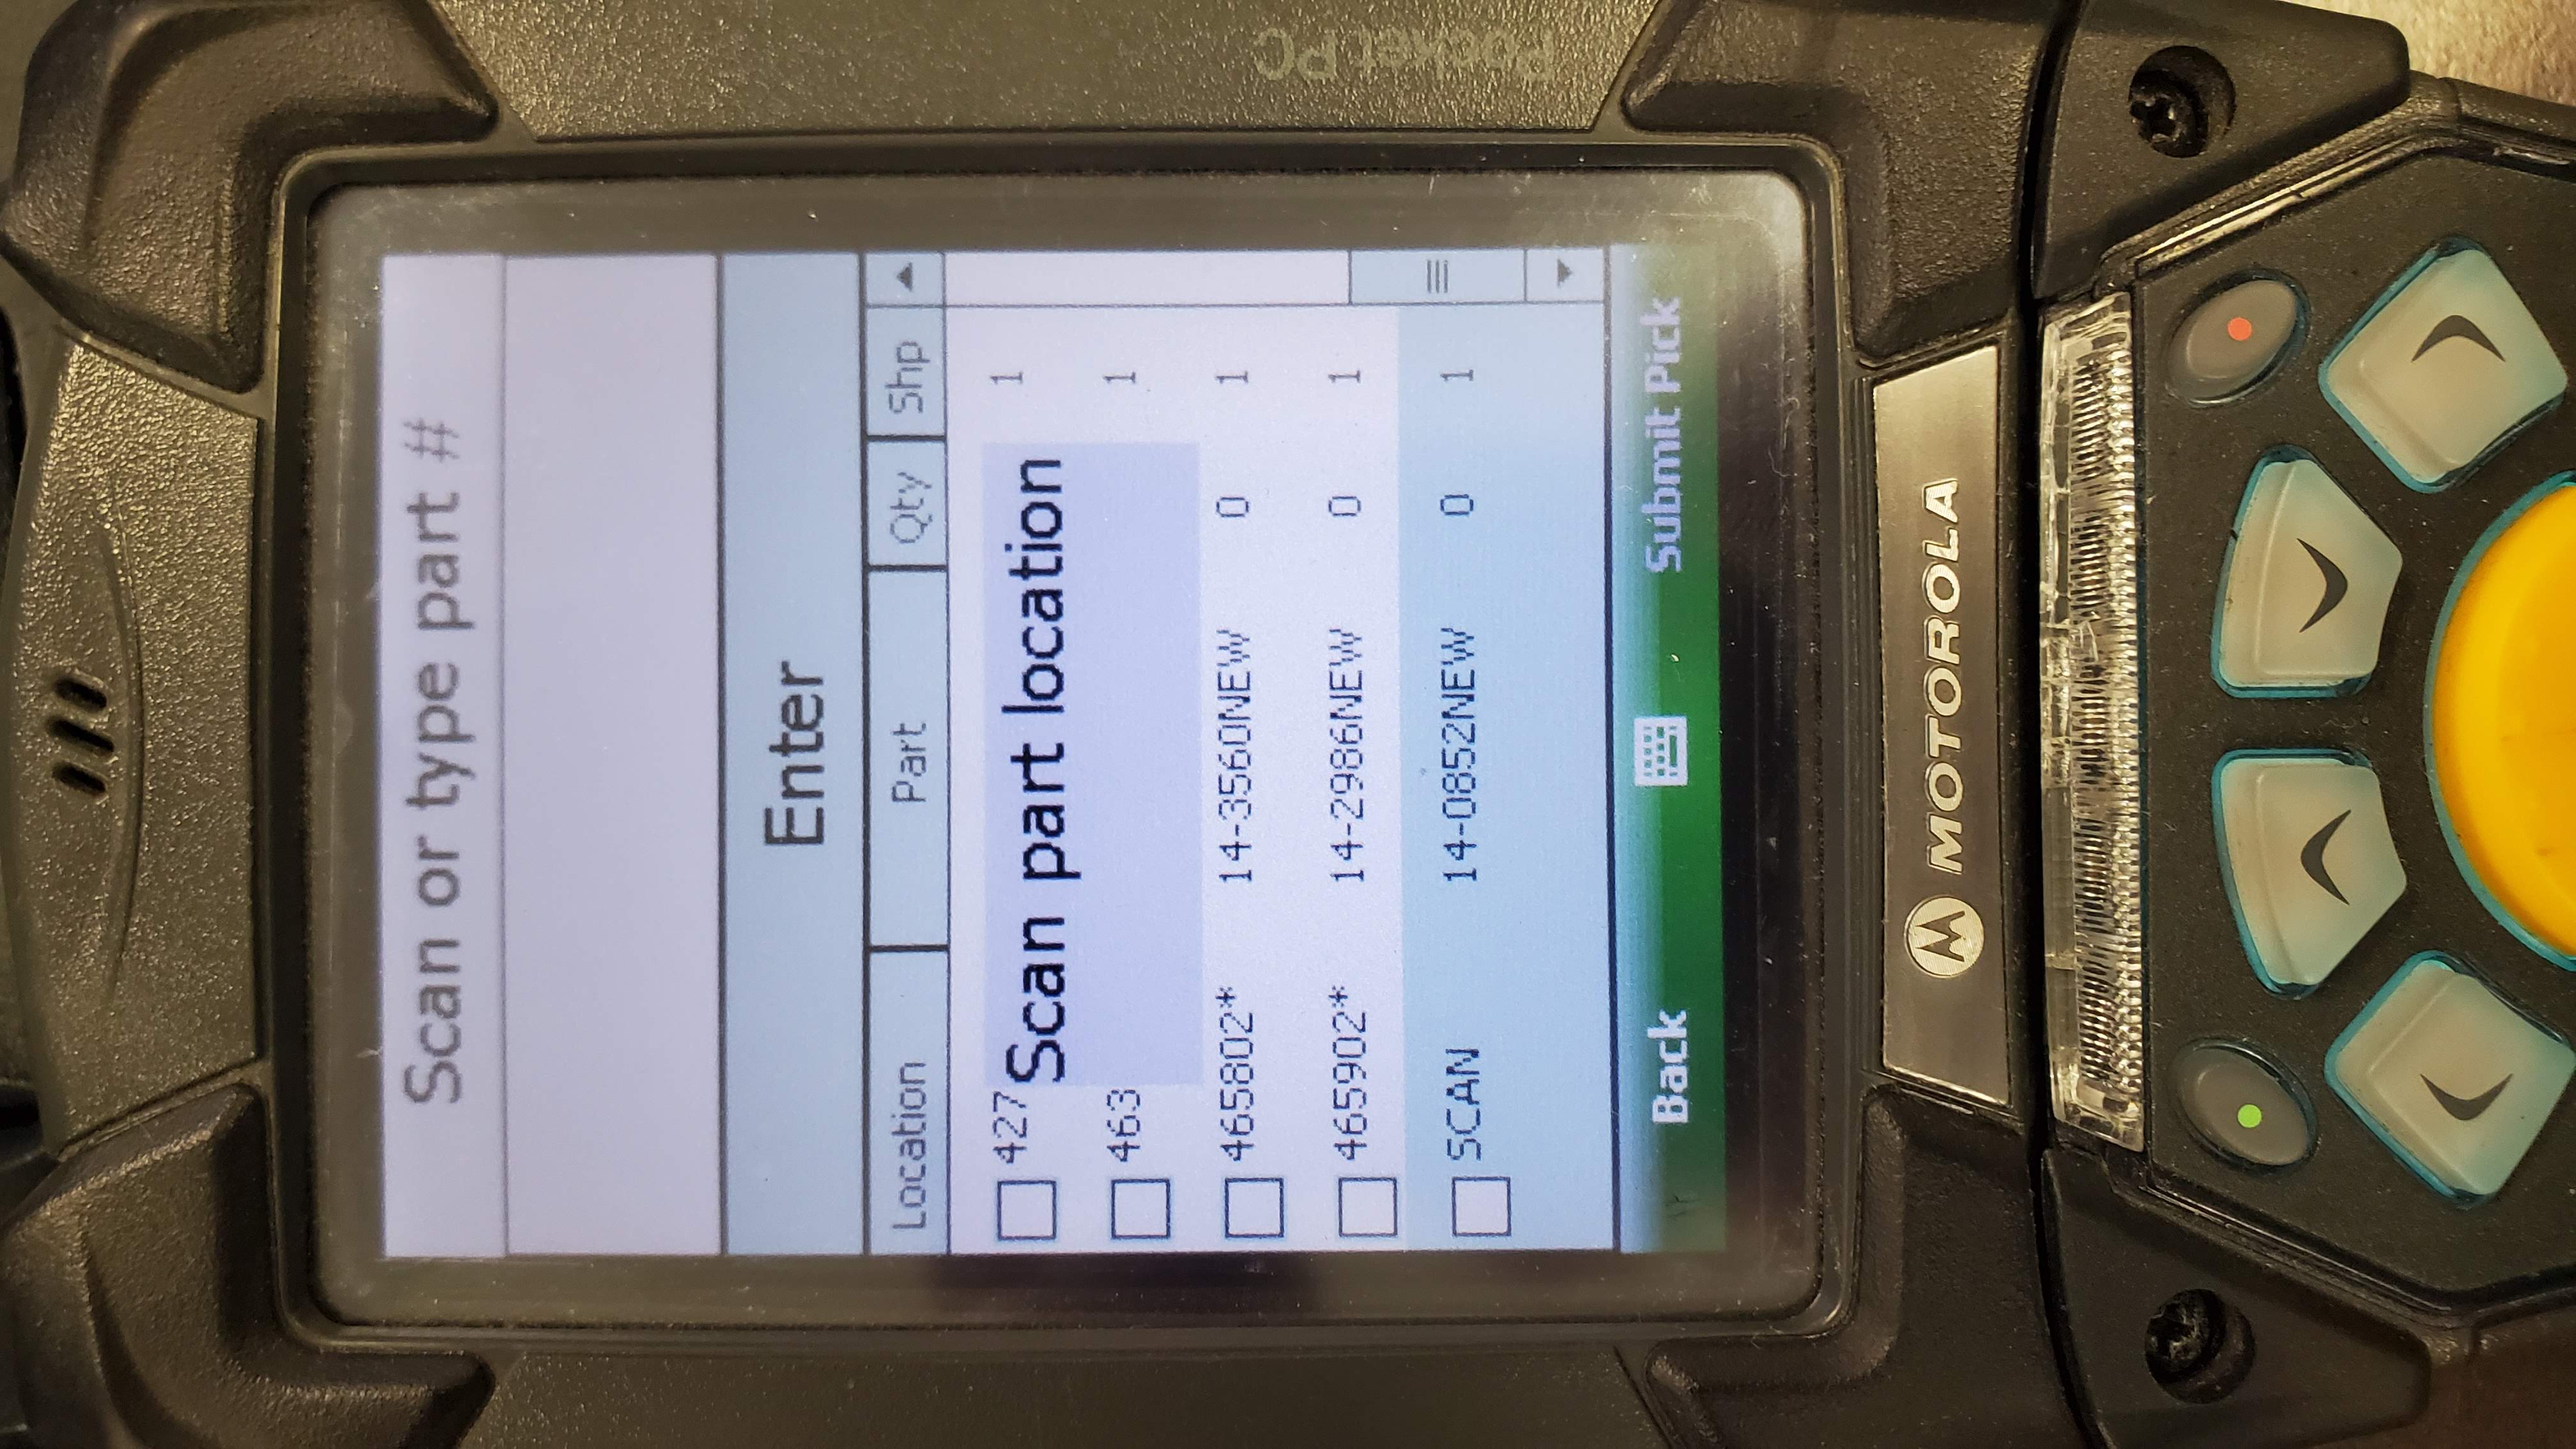 Scan or type part #
Enter
Location Part Qty Shp
427 1
Scan part location
463 1
465802* 14-3560NEW 0 1
465902* 14-2986NEW 0 1
SCAN 14-0852NEW 0 1
Back Submit Pick
MOTOROLA
Pocket PC